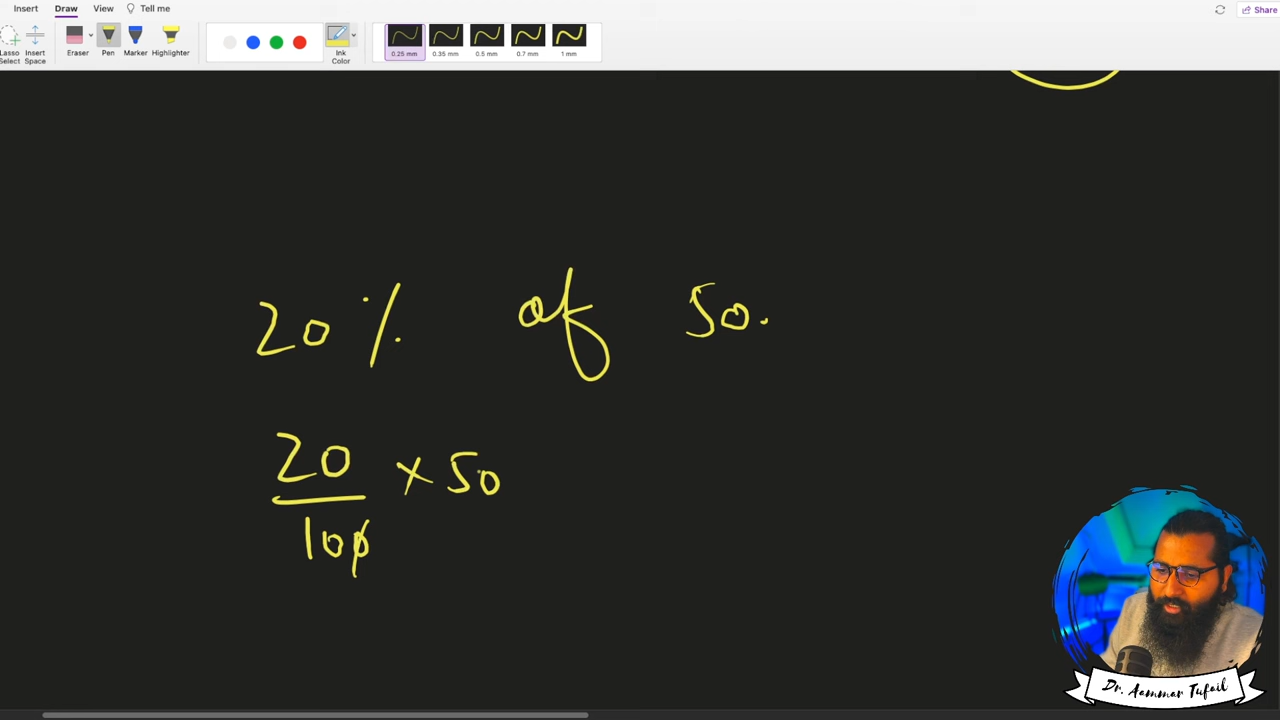 Insert Draw View Tell me Share
Lasso Select Insert Space Eraser Pen Marker Highlighter Ink Color 0.25 mm 0.35 mm 0.5 mm 0.7 mm 1 mm
20% of 50.
20
× 50
100
Dr. Aammar Tufail